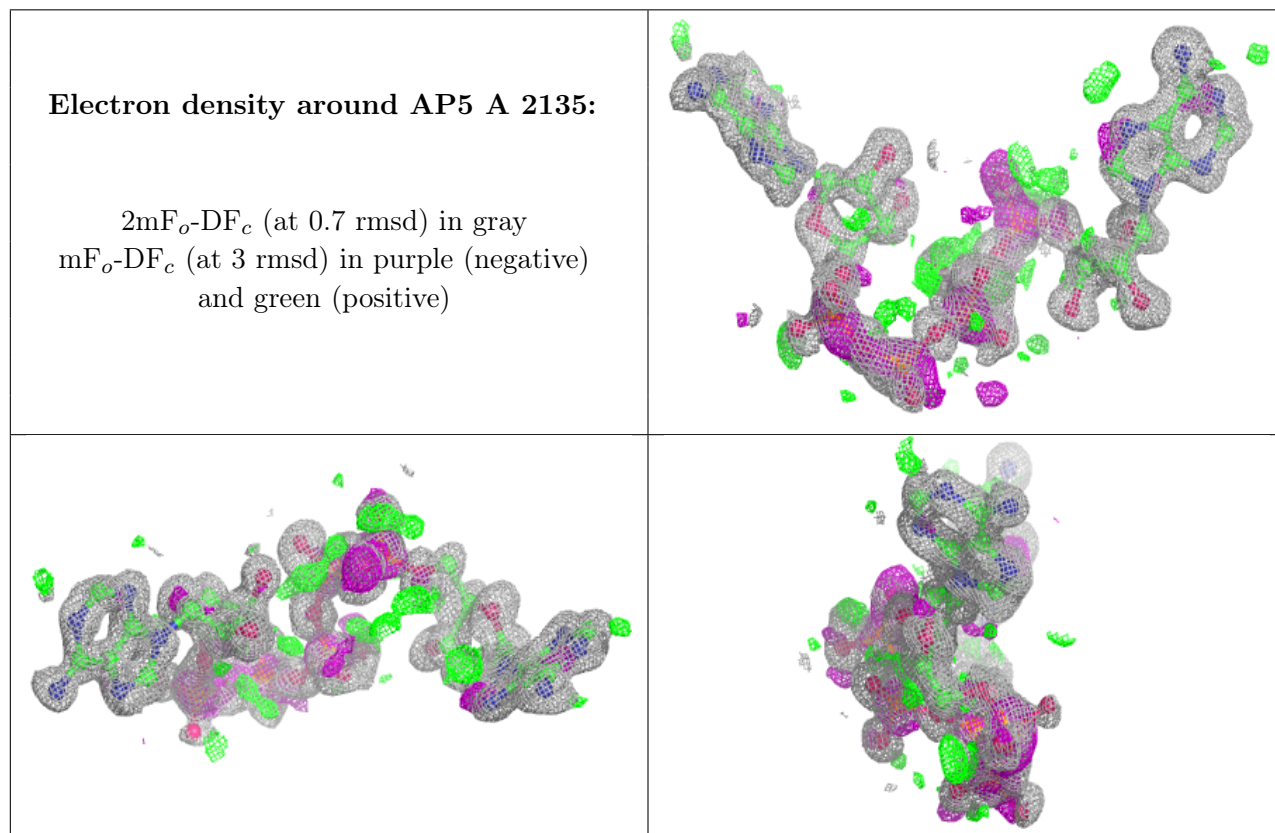 Electron density around AP5 A 2135:
2mFo-DFc (at 0.7 rmsd) in gray
mFo-DFc (at 3 rmsd) in purple (negative)
and green (positive)